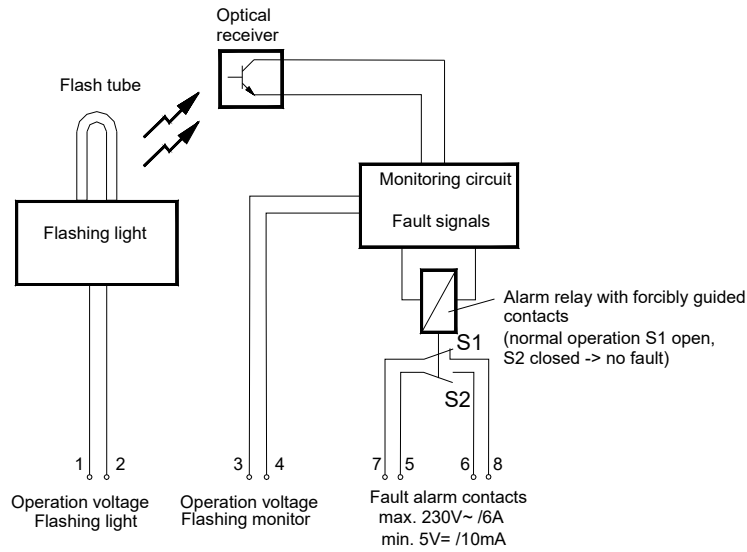 Optical
receiver
Flash tube
Monitoring circuit
Fault signals
Flashing light
Alarm relay with forcibly guided
contacts
(normal operation S1 open,
S2 closed -> no fault)
S1
S2
1 2
3 4
7 5
6 8
Operation voltage
Flashing light
Operation voltage
Flashing monitor
Fault alarm contacts
max. 230V~ /6A
min. 5V= /10mA